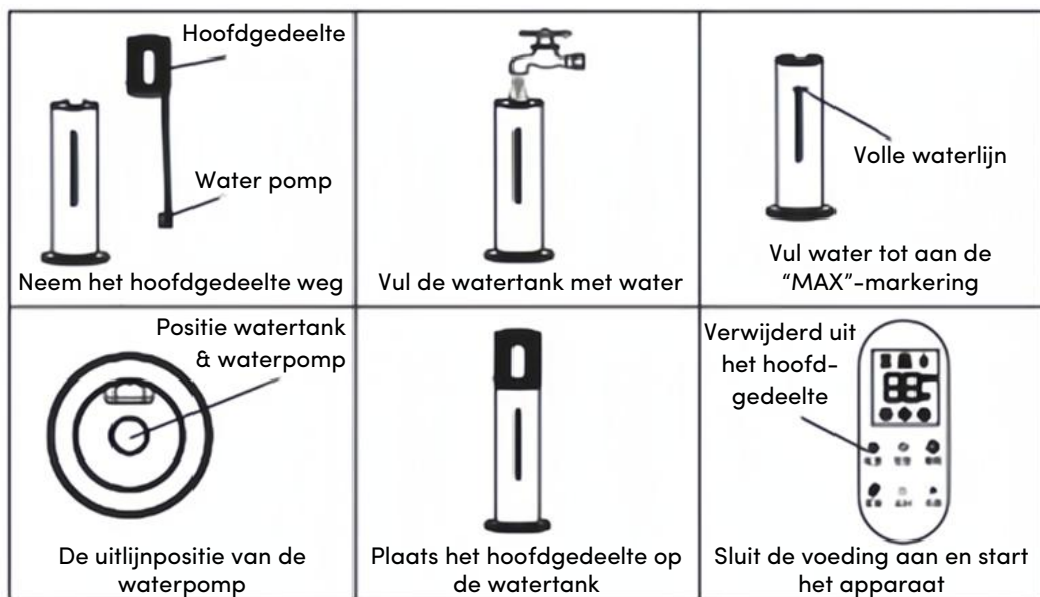 Hoofdgedeelte
Water pomp
Neem het hoofdgedeelte weg
Vul de watertank met water
Volle waterlijn
Vul water tot aan de
“MAX”-markering
Positie watertank
& waterpomp
De uitlijnpositie van de
waterpomp
Plaats het hoofdgedeelte op
de watertank
Verwijderd uit
het hoofd-
gedeelte
Sluit de voeding aan en start
het apparaat